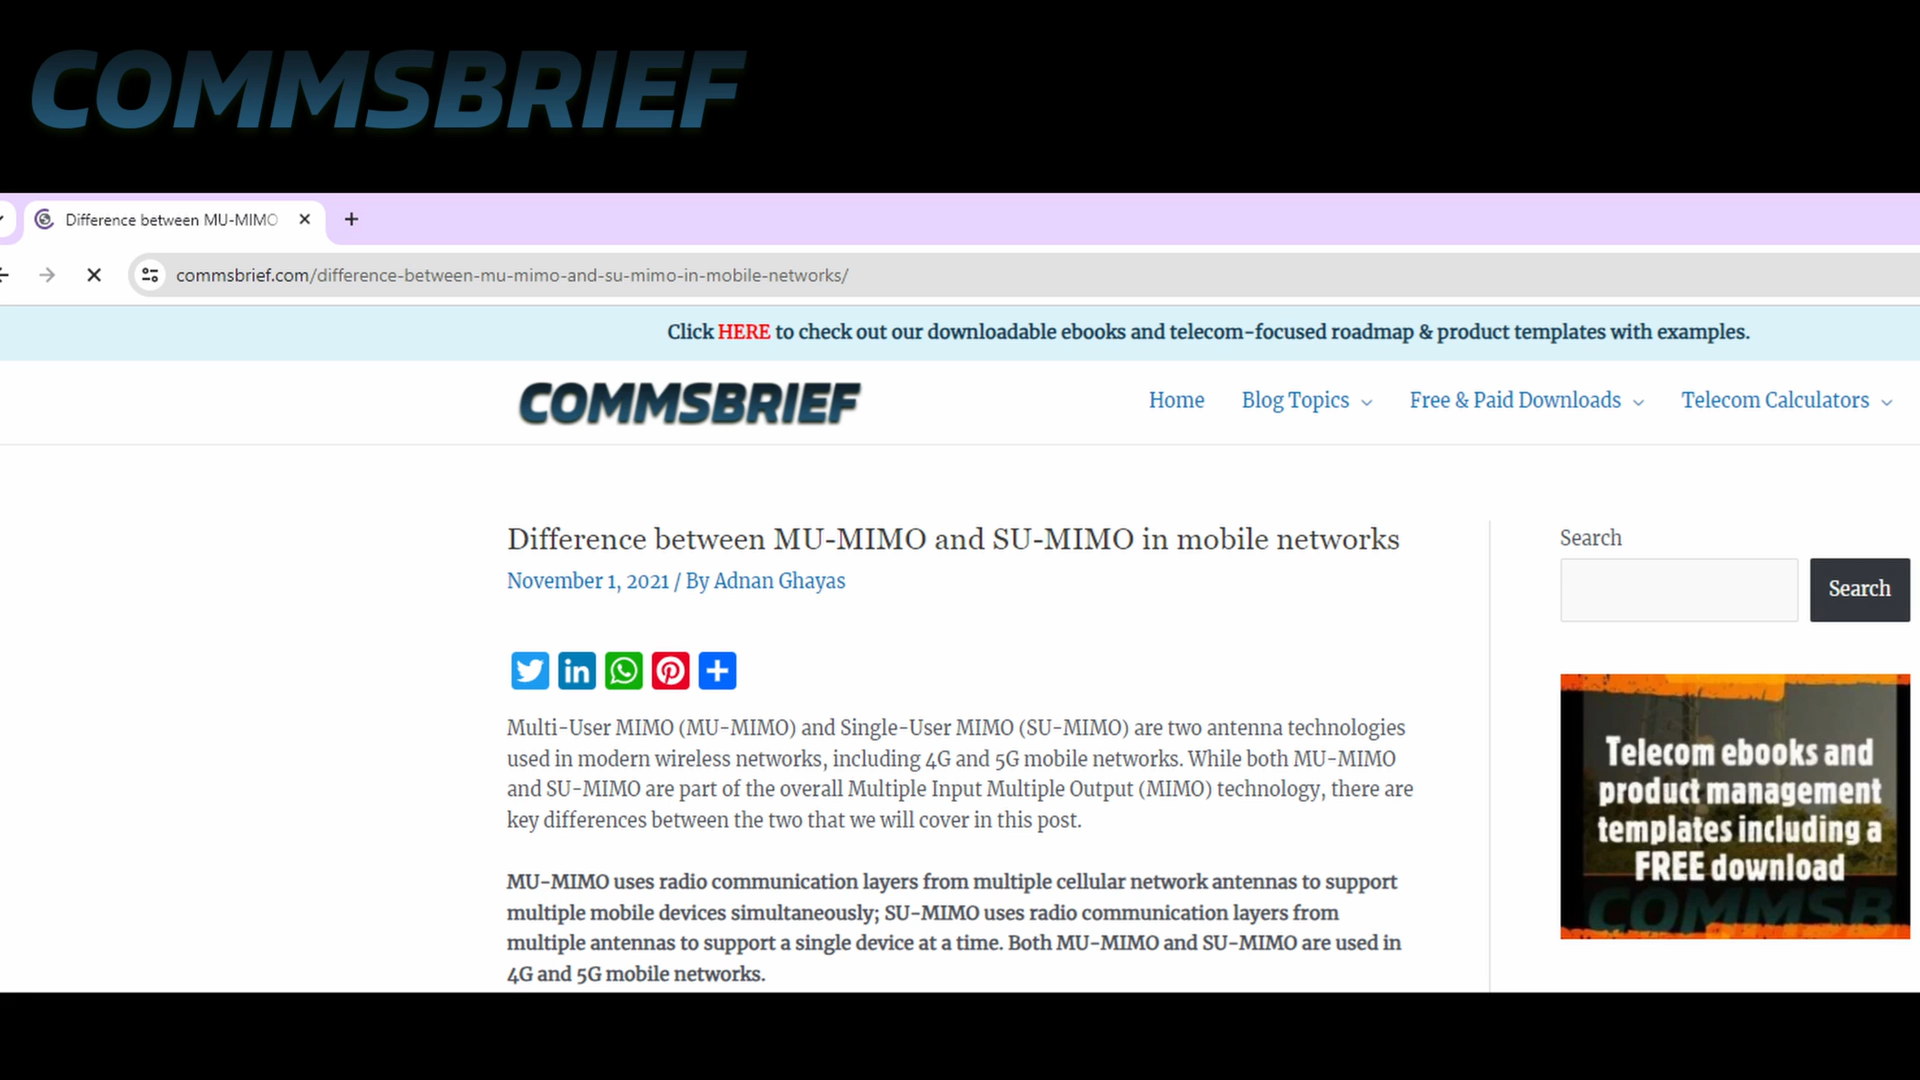 COMMSBRIEF
Difference between MU-MIMO
commsbrief.com/difference-between-mu-mimo-and-su-mimo-in-mobile-networks/
Click HERE to check out our downloadable ebooks and telecom-focused roadmap & product templates with examples.
COMMSBRIEF
Home Blog Topics Free & Paid Downloads Telecom Calculators
Difference between MU-MIMO and SU-MIMO in mobile networks
November 1, 2021 / By Adnan Ghayas
Multi-User MIMO (MU-MIMO) and Single-User MIMO (SU-MIMO) are two antenna technologies
used in modern wireless networks, including 4G and 5G mobile networks. While both MU-MIMO
and SU-MIMO are part of the overall Multiple Input Multiple Output (MIMO) technology, there are
key differences between the two that we will cover in this post.
MU-MIMO uses radio communication layers from multiple cellular network antennas to support
multiple mobile devices simultaneously; SU-MIMO uses radio communication layers from
multiple antennas to support a single device at a time. Both MU-MIMO and SU-MIMO are used in
4G and 5G mobile networks.
Search
Search
Telecom ebooks and
product management
templates including a
FREE download
COMMSB